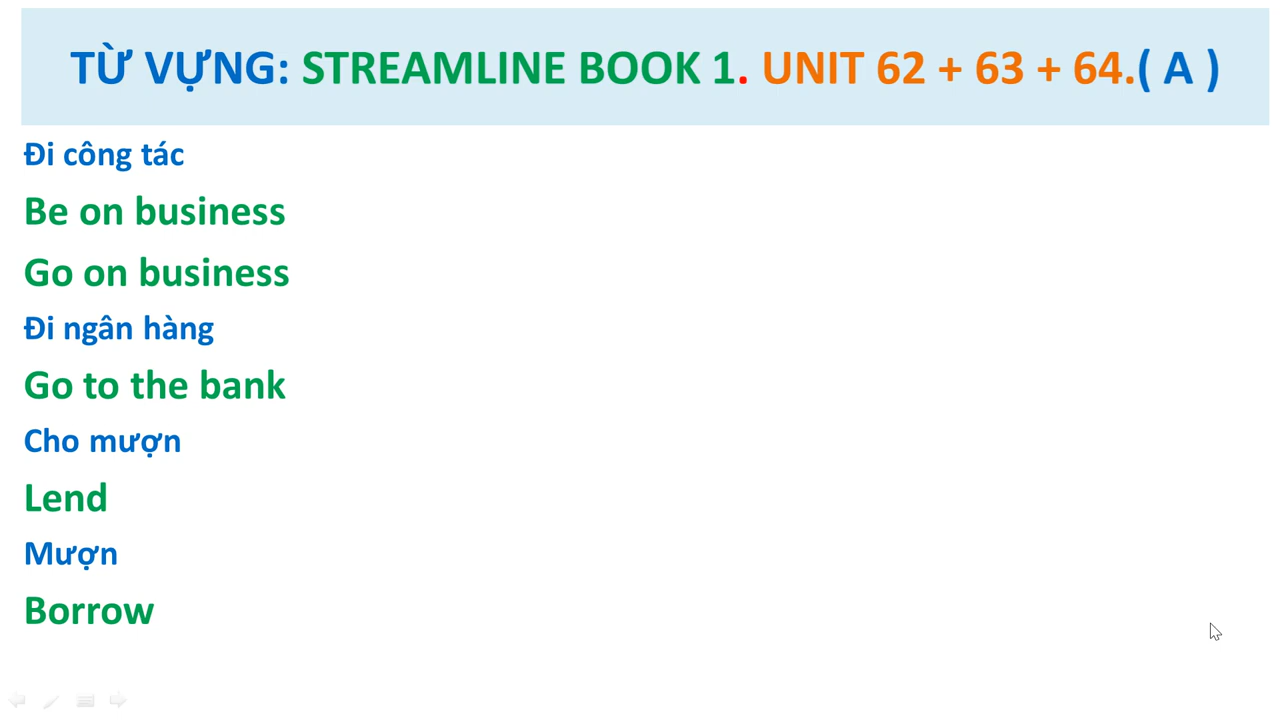 TỪ VỰNG: STREAMLINE BOOK 1. UNIT 62 + 63 + 64.( A )
Đi công tác
Be on business
Go on business
Đi ngân hàng
Go to the bank
Cho mượn
Lend
Mượn
Borrow